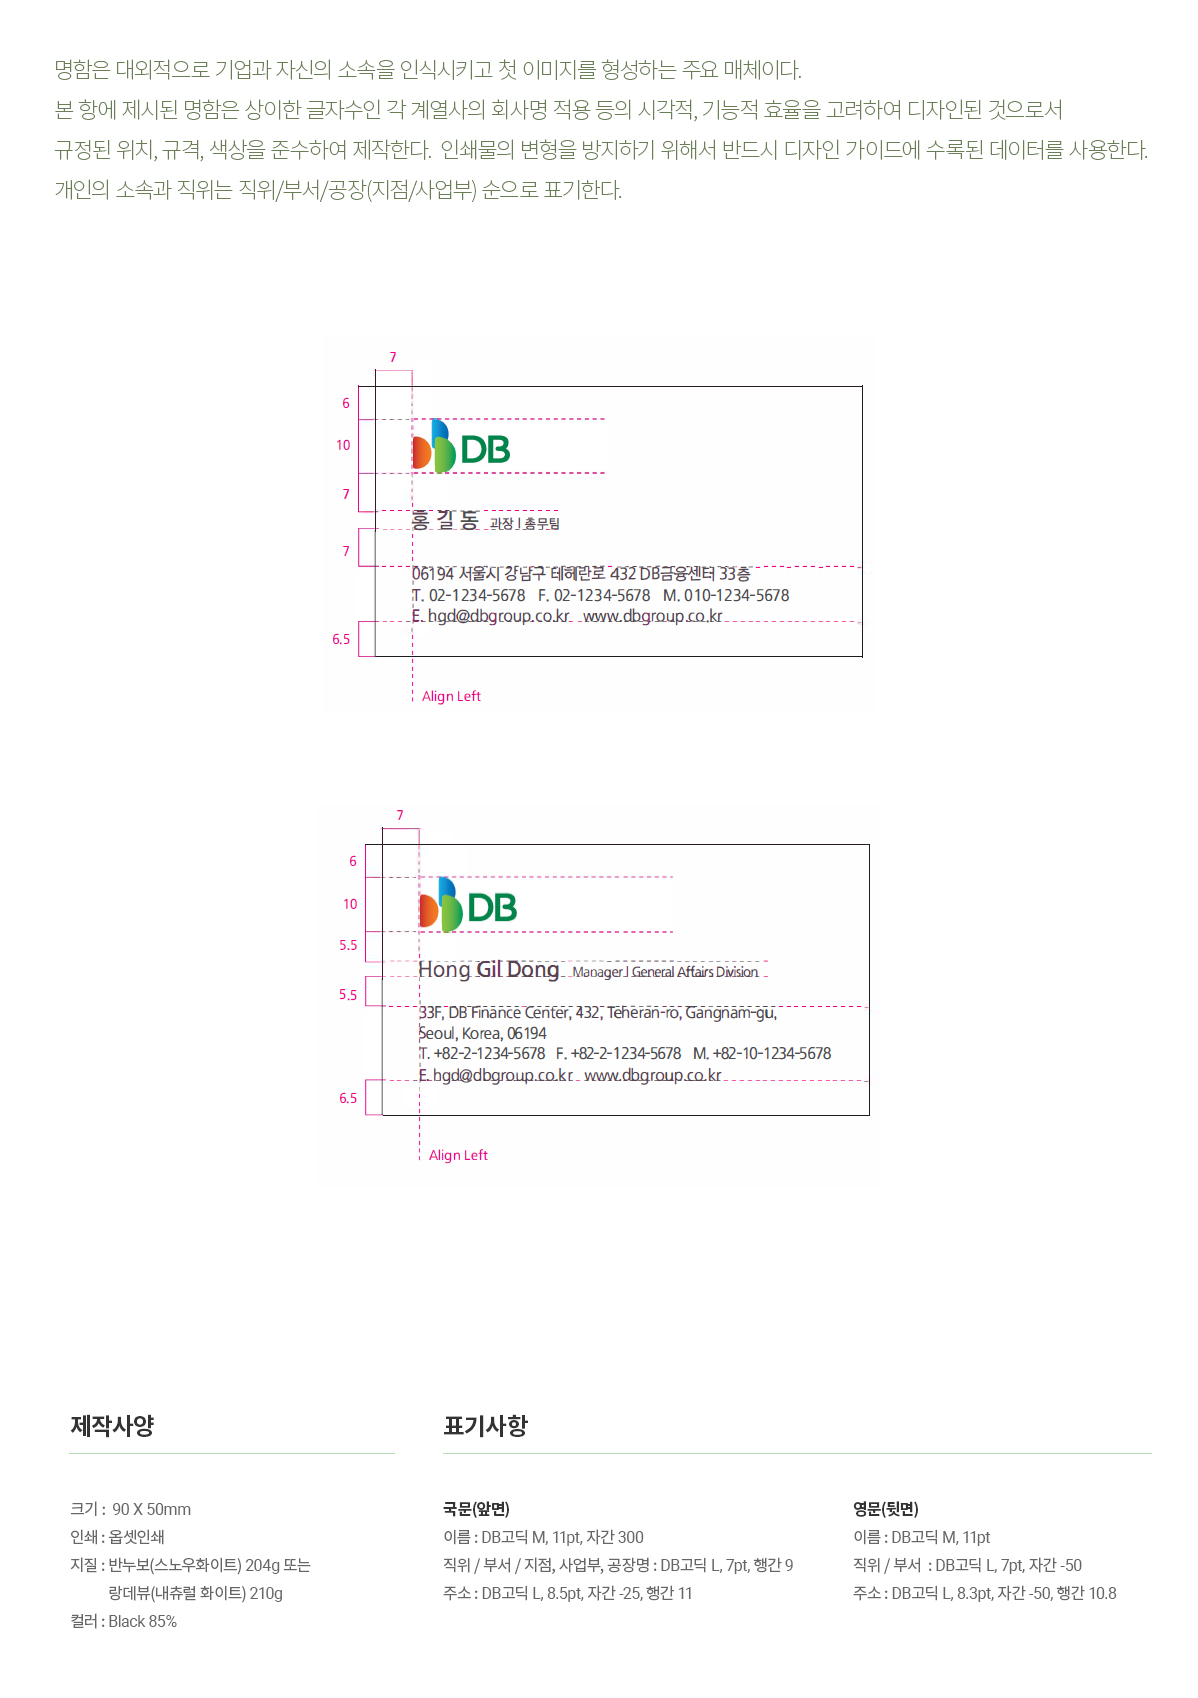 명함은 대외적으로 기업과 자신의 소속을 인식시키고 첫 이미지를 형성하는 주요 매체이다.
본 항에 제시된 명함은 상이한 글자수인 각 계열사의 회사명 적용 등의 시각적, 기능적 효율을 고려하여 디자인된 것으로서
규정된 위치, 규격, 색상을 준수하여 제작한다. 인쇄물의 변형을 방지하기 위해서 반드시 디자인 가이드에 수록된 데이터를 사용한다.
개인의 소속과 직위는 직위/부서/공장(지점/사업부) 순으로 표기한다.
7
6
10
DB
7
홍 길 동 과장 | 총무팀
7
06194 서울시 강남구 테헤란로 432 DB금융센터 33층
T. 02-1234-5678 F. 02-1234-5678 M. 010-1234-5678
E. hgd@dbgroup.co.kr www.dbgroup.co.kr
6.5
Align Left
7
6
10
DB
5.5
Hong Gil Dong Manager | General Affairs Division
5.5
33F, DB Finance Center, 432, Teheran-ro, Gangnam-gu,
Seoul, Korea, 06194
T. +82-2-1234-5678 F. +82-2-1234-5678 M. +82-10-1234-5678
E. hgd@dbgroup.co.kr www.dbgroup.co.kr
6.5
Align Left
제작사양
크기 : 90 X 50mm
인쇄 : 옵셋인쇄
지질 : 반누보(스노우화이트) 204g 또는
랑데뷰(내츄럴 화이트) 210g
컬러 : Black 85%
표기사항
국문(앞면)
이름 : DB고딕 M, 11pt, 자간 300
직위 / 부서 / 지점, 사업부, 공장명 : DB고딕 L, 7pt, 행간 9
주소 : DB고딕 L, 8.5pt, 자간 -25, 행간 11
영문(뒷면)
이름 : DB고딕 M, 11pt
직위 / 부서 : DB고딕 L, 7pt, 자간 -50
주소 : DB고딕 L, 8.3pt, 자간 -50, 행간 10.8